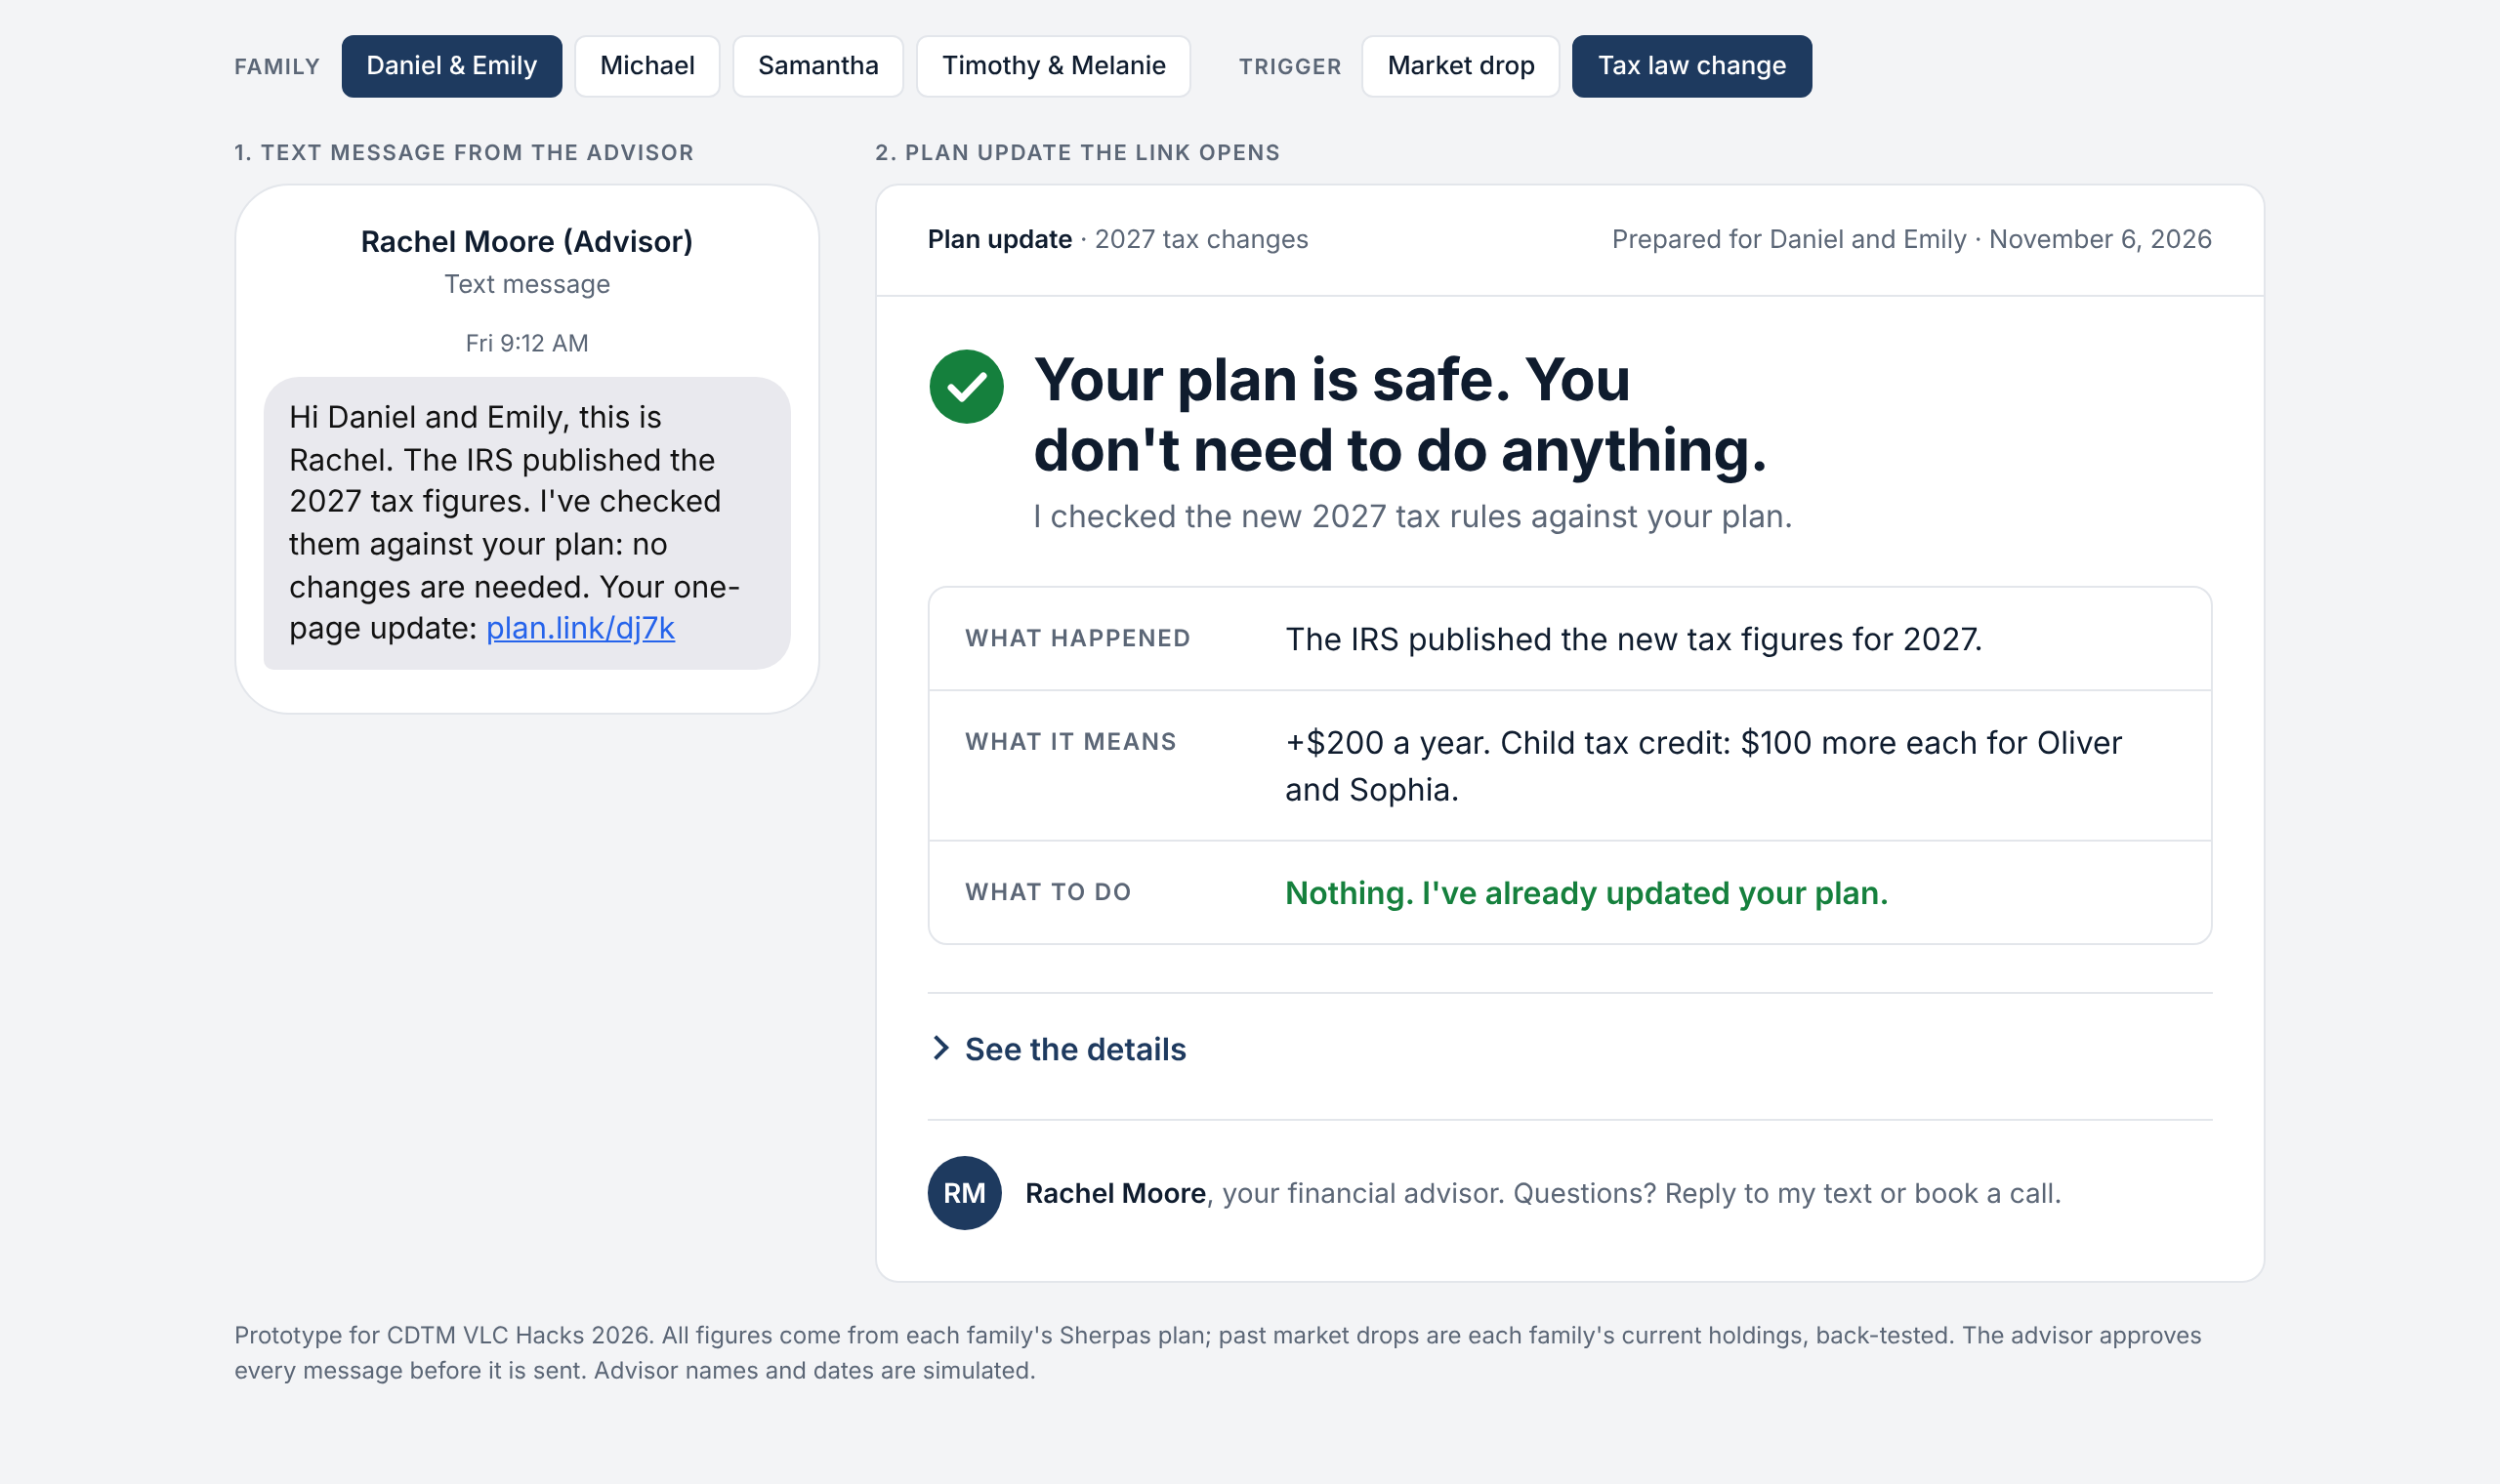 FAMILY
Daniel & Emily
Michael
Samantha
Timothy & Melanie
TRIGGER
Market drop
Tax law change
1. TEXT MESSAGE FROM THE ADVISOR
Rachel Moore (Advisor)
Text message
Fri 9:12 AM
Hi Daniel and Emily, this is
Rachel. The IRS published the
2027 tax figures. I've checked
them against your plan: no
changes are needed. Your one-
page update: plan.link/dj7k
2. PLAN UPDATE THE LINK OPENS
Plan update · 2027 tax changes
Prepared for Daniel and Emily · November 6, 2026
Your plan is safe. You
don't need to do anything.
I checked the new 2027 tax rules against your plan.
WHAT HAPPENED
The IRS published the new tax figures for 2027.
WHAT IT MEANS
+$200 a year. Child tax credit: $100 more each for Oliver
and Sophia.
WHAT TO DO
Nothing. I've already updated your plan.
See the details
RM
Rachel Moore, your financial advisor. Questions? Reply to my text or book a call.
Prototype for CDTM VLC Hacks 2026. All figures come from each family's Sherpas plan; past market drops are each family's current holdings, back-tested. The advisor approves
every message before it is sent. Advisor names and dates are simulated.